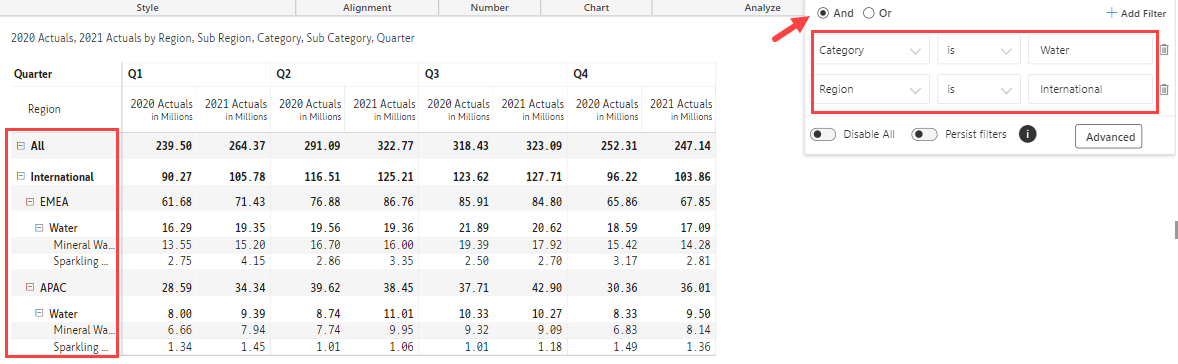 Style Alignment Number Chart Analyze
And Or + Add Filter
2020 Actuals, 2021 Actuals by Region, Sub Region, Category, Sub Category, Quarter
Category is Water
Region is International
Disable All Persist filters i Advanced
Quarter Q1 Q2 Q3 Q4
Region 2020 Actuals 2021 Actuals 2020 Actuals 2021 Actuals 2020 Actuals 2021 Actuals 2020 Actuals 2021 Actuals
in Millions in Millions in Millions in Millions in Millions in Millions in Millions in Millions
All 239.50 264.37 291.09 322.77 318.43 323.09 252.31 247.14
International 90.27 105.78 116.51 125.21 123.62 127.71 96.22 103.86
EMEA 61.68 71.43 76.88 86.76 85.91 84.80 65.86 67.85
Water 16.29 19.35 19.56 19.36 21.89 20.62 18.59 17.09
Mineral Wa... 13.55 15.20 16.70 16.00 19.39 17.92 15.42 14.28
Sparkling ... 2.75 4.15 2.86 3.35 2.50 2.70 3.17 2.81
APAC 28.59 34.34 39.62 38.45 37.71 42.90 30.36 36.01
Water 8.00 9.39 8.74 11.01 10.33 10.27 8.33 9.50
Mineral Wa... 6.66 7.94 7.74 9.95 9.32 9.09 6.83 8.14
Sparkling ... 1.34 1.45 1.01 1.06 1.01 1.18 1.49 1.36